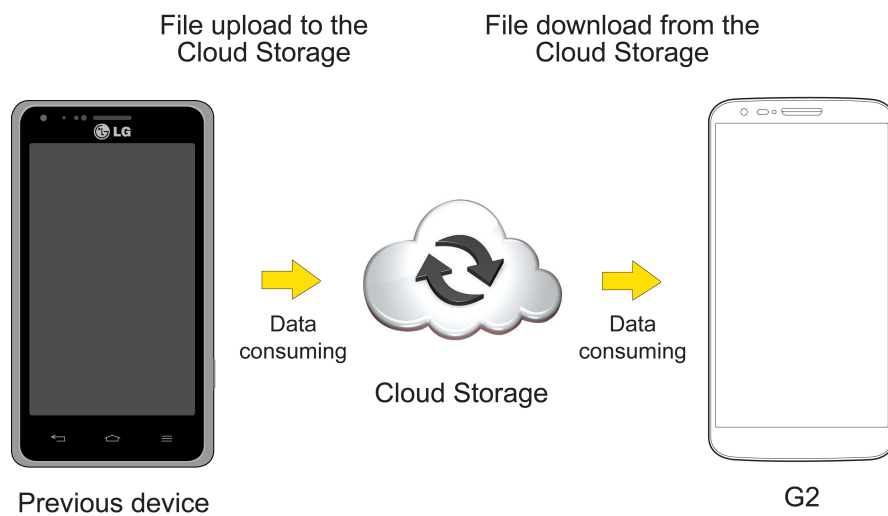 File upload to the
Cloud Storage
File download from the
Cloud Storage
LG
Data
consuming
Data
consuming
Cloud Storage
Previous device
G2